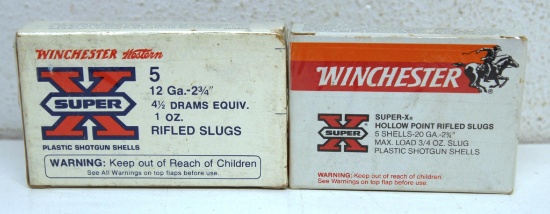 WINCHESTER Western
5
12 Ga.-2¾"
4½ DRAMS EQUIV.
1 OZ.
RIFLED SLUGS
X
SUPER
PLASTIC SHOTGUN SHELLS
WARNING: Keep out of Reach of Children
See All Warnings on top flaps before use.
WINCHESTER
SUPER-X®
HOLLOW POINT RIFLED SLUGS
5 SHELLS-20 GA.-2¾"
MAX. LOAD 3/4 OZ. SLUG
PLASTIC SHOTGUN SHELLS
X
SUPER
WARNING: Keep out of reach of children.
See all Warnings on top flaps before use.